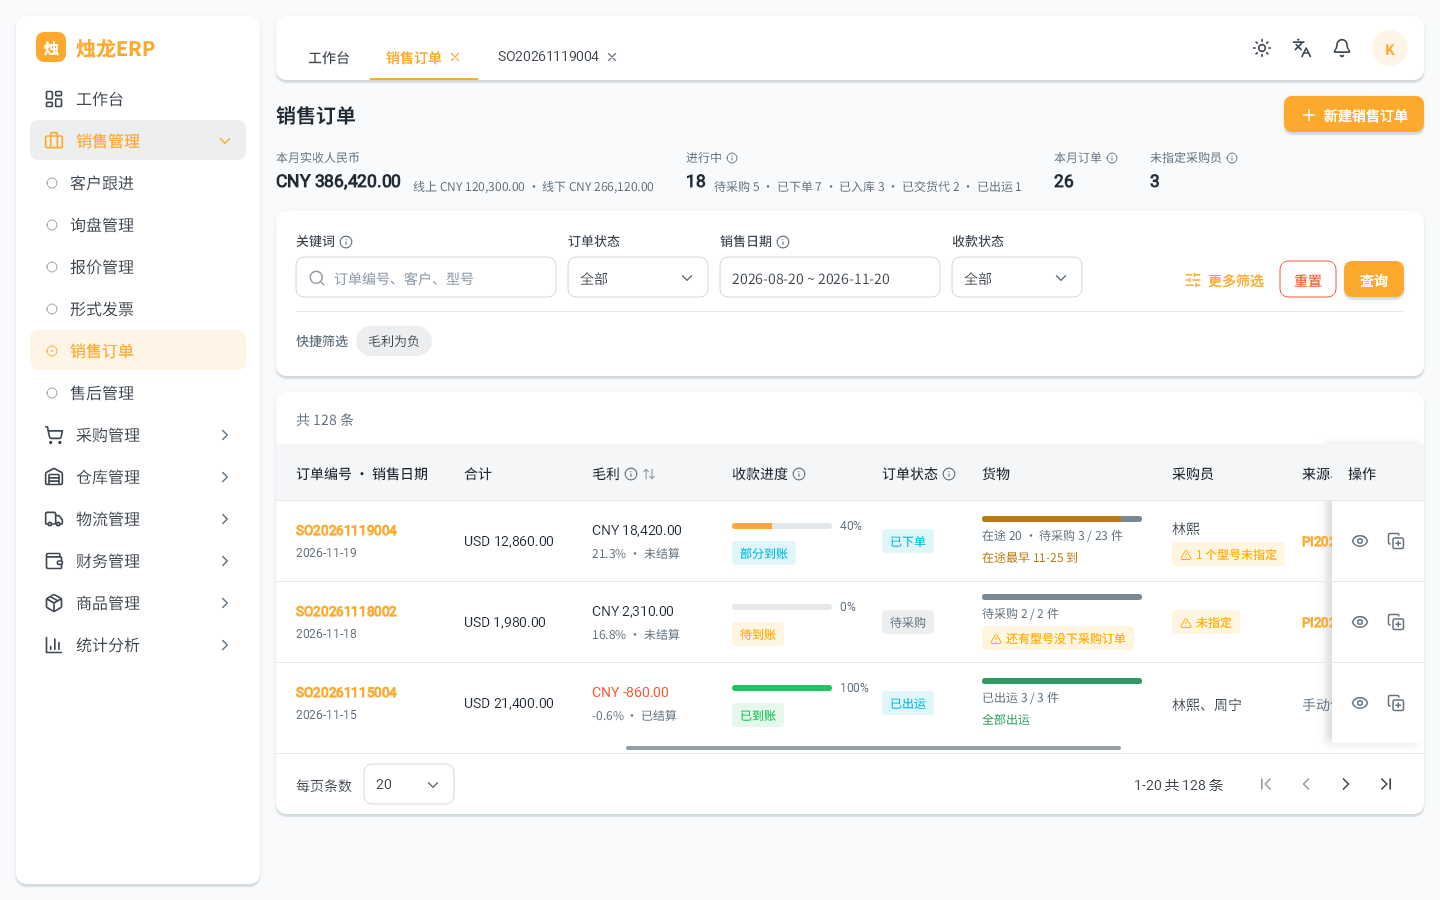 烛 烛龙ERP
工作台
销售管理
客户跟进
询盘管理
报价管理
形式发票
销售订单
售后管理
采购管理
仓库管理
物流管理
财务管理
商品管理
统计分析
工作台 销售订单 SO20261119004
K
销售订单
新建销售订单
本月实收人民币
CNY 386,420.00 线上 CNY 120,300.00 · 线下 CNY 266,120.00
进行中
18 待采购 5 · 已下单 7 · 已入库 3 · 已交货代 2 · 已出运 1
本月订单
26
未指定采购员
3
关键词 订单状态 销售日期 收款状态
订单编号、客户、型号 全部 2026-08-20 ~ 2026-11-20 全部
更多筛选 重置 查询
快捷筛选 毛利为负
共 128 条
订单编号 · 销售日期 合计 毛利 收款进度 订单状态 货物 采购员 来源 操作
SO20261119004
2026-11-19
USD 12,860.00
CNY 18,420.00
21.3% · 未结算
40%
部分到账
已下单
在途 20 · 待采购 3 / 23 件
在途最早 11-25 到
林熙
1 个型号未指定
PI202
SO20261118002
2026-11-18
USD 1,980.00
CNY 2,310.00
16.8% · 未结算
0%
待到账
待采购
待采购 2 / 2 件
还有型号没下采购订单
未指定
PI202
SO20261115004
2026-11-15
USD 21,400.00
CNY -860.00
-0.6% · 已结算
100%
已到账
已出运
已出运 3 / 3 件
全部出运
林熙、周宁
手动
每页条数 20
1-20 共 128 条